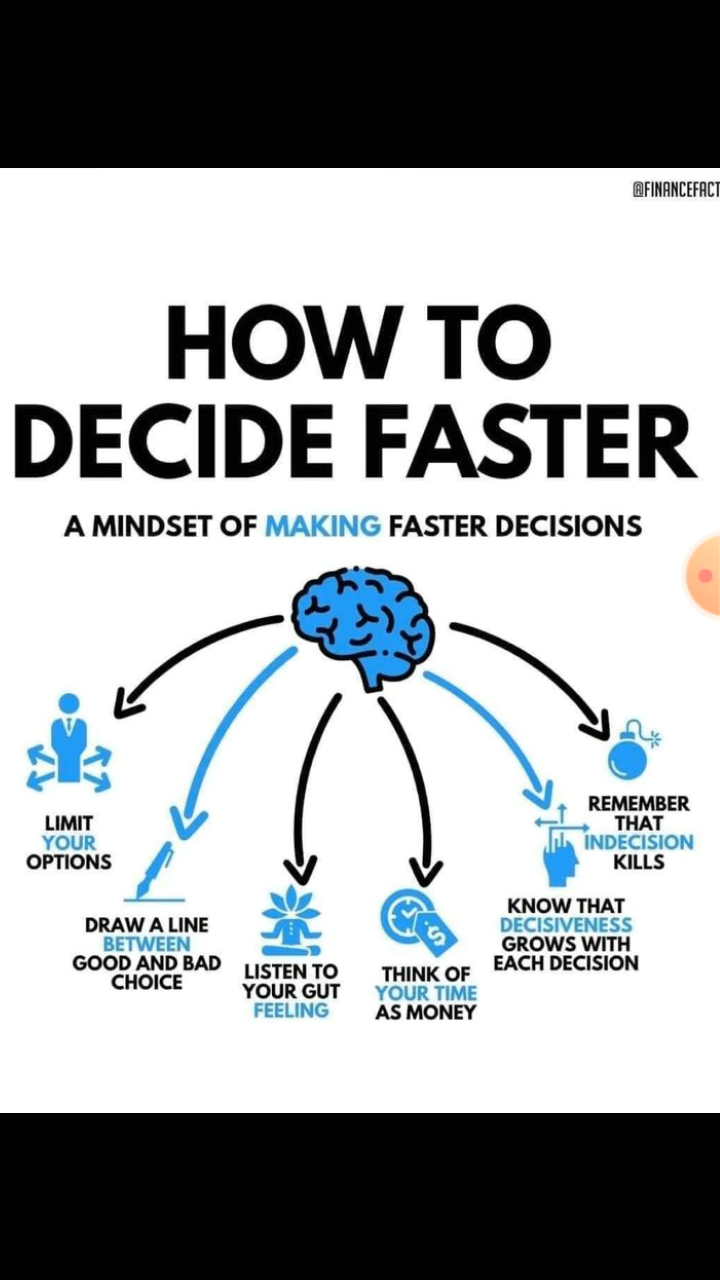 @FINANCEFACT
HOW TO
DECIDE FASTER
A MINDSET OF MAKING FASTER DECISIONS
LIMIT
YOUR
OPTIONS
DRAW A LINE
BETWEEN
GOOD AND BAD
CHOICE
LISTEN TO
YOUR GUT
FEELING
THINK OF
YOUR TIME
AS MONEY
KNOW THAT
DECISIVENESS
GROWS WITH
EACH DECISION
REMEMBER
THAT
INDECISION
KILLS